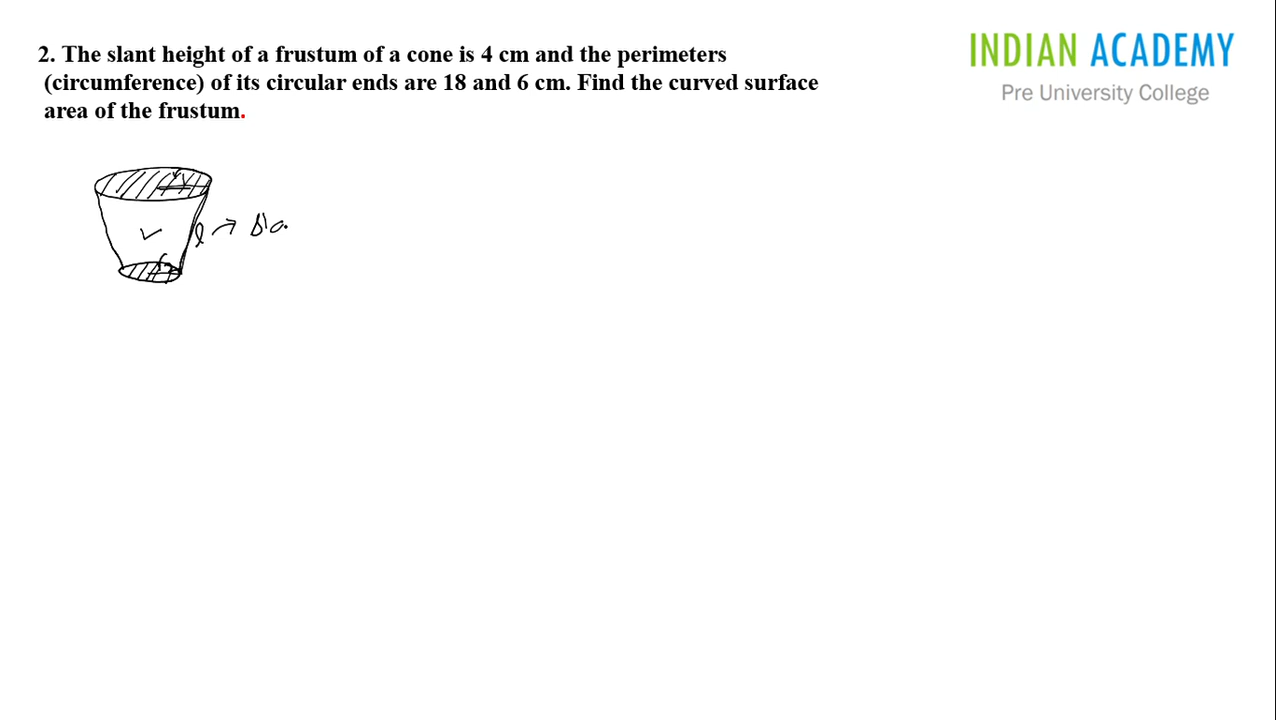 2. The slant height of a frustum of a cone is 4 cm and the perimeters
(circumference) of its circular ends are 18 and 6 cm. Find the curved surface
area of the frustum.
INDIAN ACADEMY
Pre University College
l → sla